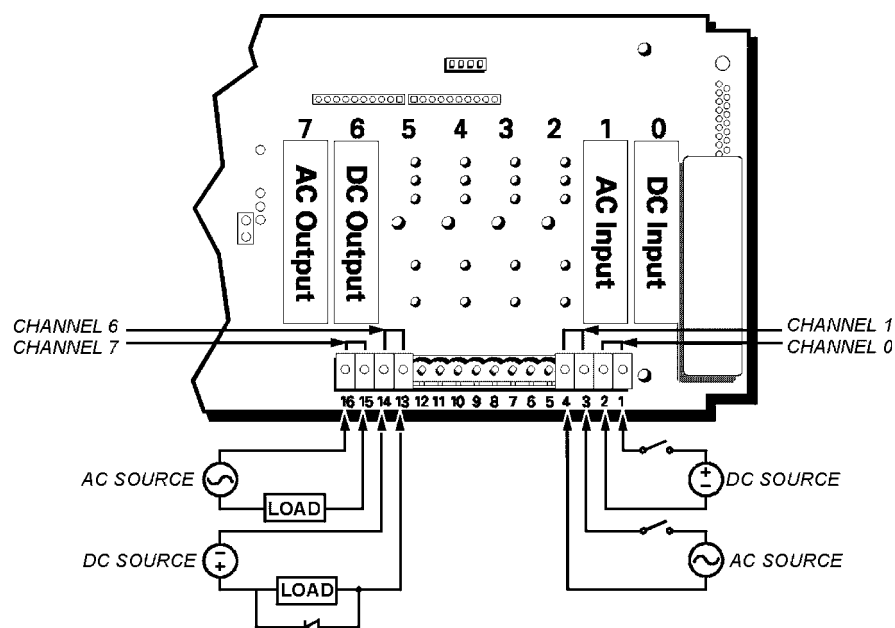 7 6 5 4 3 2 1 0
AC Output
DC Output
AC Input
DC Input
CHANNEL 6
CHANNEL 7
CHANNEL 1
CHANNEL 0
16 15 14 13 12 11 10 9 8 7 6 5 4 3 2 1
AC SOURCE
LOAD
DC SOURCE
DC SOURCE
LOAD
AC SOURCE